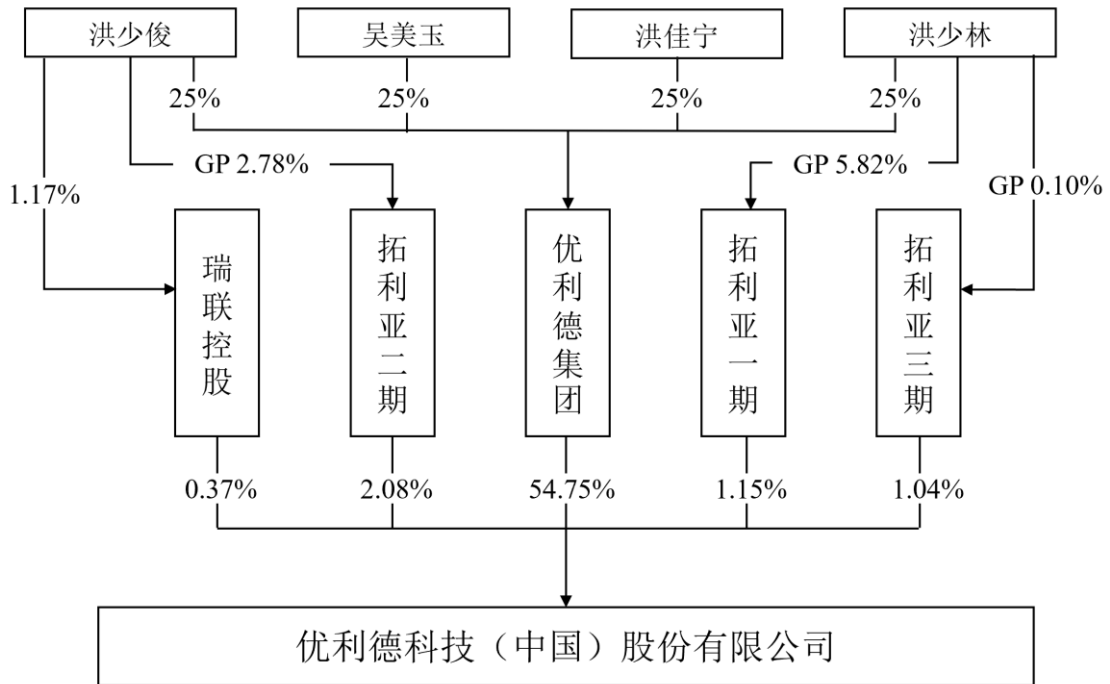 洪少俊
吴美玉
洪佳宁
洪少林
25%
25%
25%
25%
GP 2.78%
GP 5.82%
1.17%
GP 0.10%
瑞联控股
拓利亚二期
优利德集团
拓利亚一期
拓利亚三期
0.37%
2.08%
54.75%
1.15%
1.04%
优利德科技（中国）股份有限公司